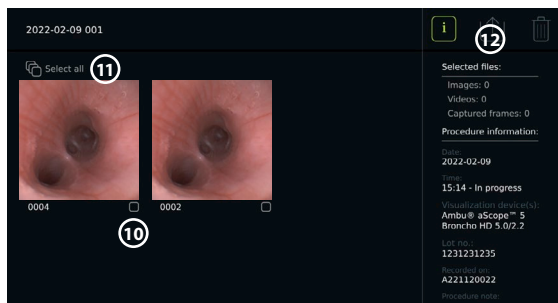 2022-02-09 001
i
12
Select all
11
0004
0002
10
Selected files:
Images: 0
Videos: 0
Captured frames: 0
Procedure information:
Date:
2022-02-09
Time:
15:14 - In progress
Visualization device(s):
Ambu® aScope™ 5
Broncho HD 5.0/2.2
Lot no.:
1231231235
Recorded on:
A221120022
Procedure note: